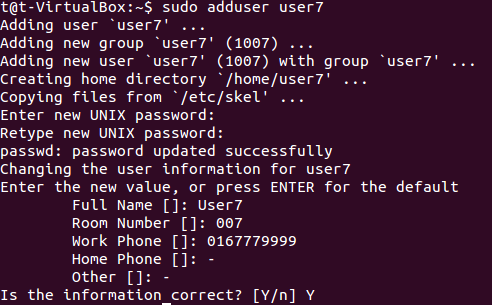 t@t-VirtualBox:~$ sudo adduser user7
Adding user `user7' ...
Adding new group `user7' (1007) ...
Adding new user `user7' (1007) with group `user7' ...
Creating home directory `/home/user7' ...
Copying files from `/etc/skel' ...
Enter new UNIX password:
Retype new UNIX password:
passwd: password updated successfully
Changing the user information for user7
Enter the new value, or press ENTER for the default
Full Name []: User7
Room Number []: 007
Work Phone []: 0167779999
Home Phone []: -
Other []: -
Is the information correct? [Y/n] Y